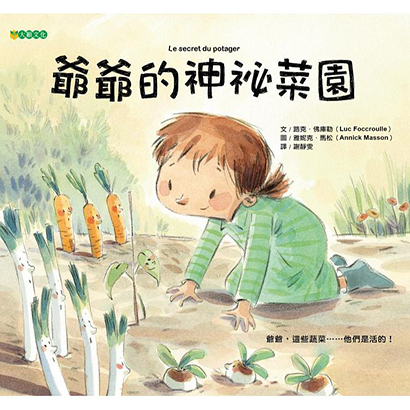 大穎文化
Le secret du potager
爺爺的神祕菜園
文/路克・佛庫勒(Luc Foccroulle)
圖/雅妮克・馬松(Annick Masson)
譯/謝靜雯
爺爺，這些蔬菜……他們是活的！